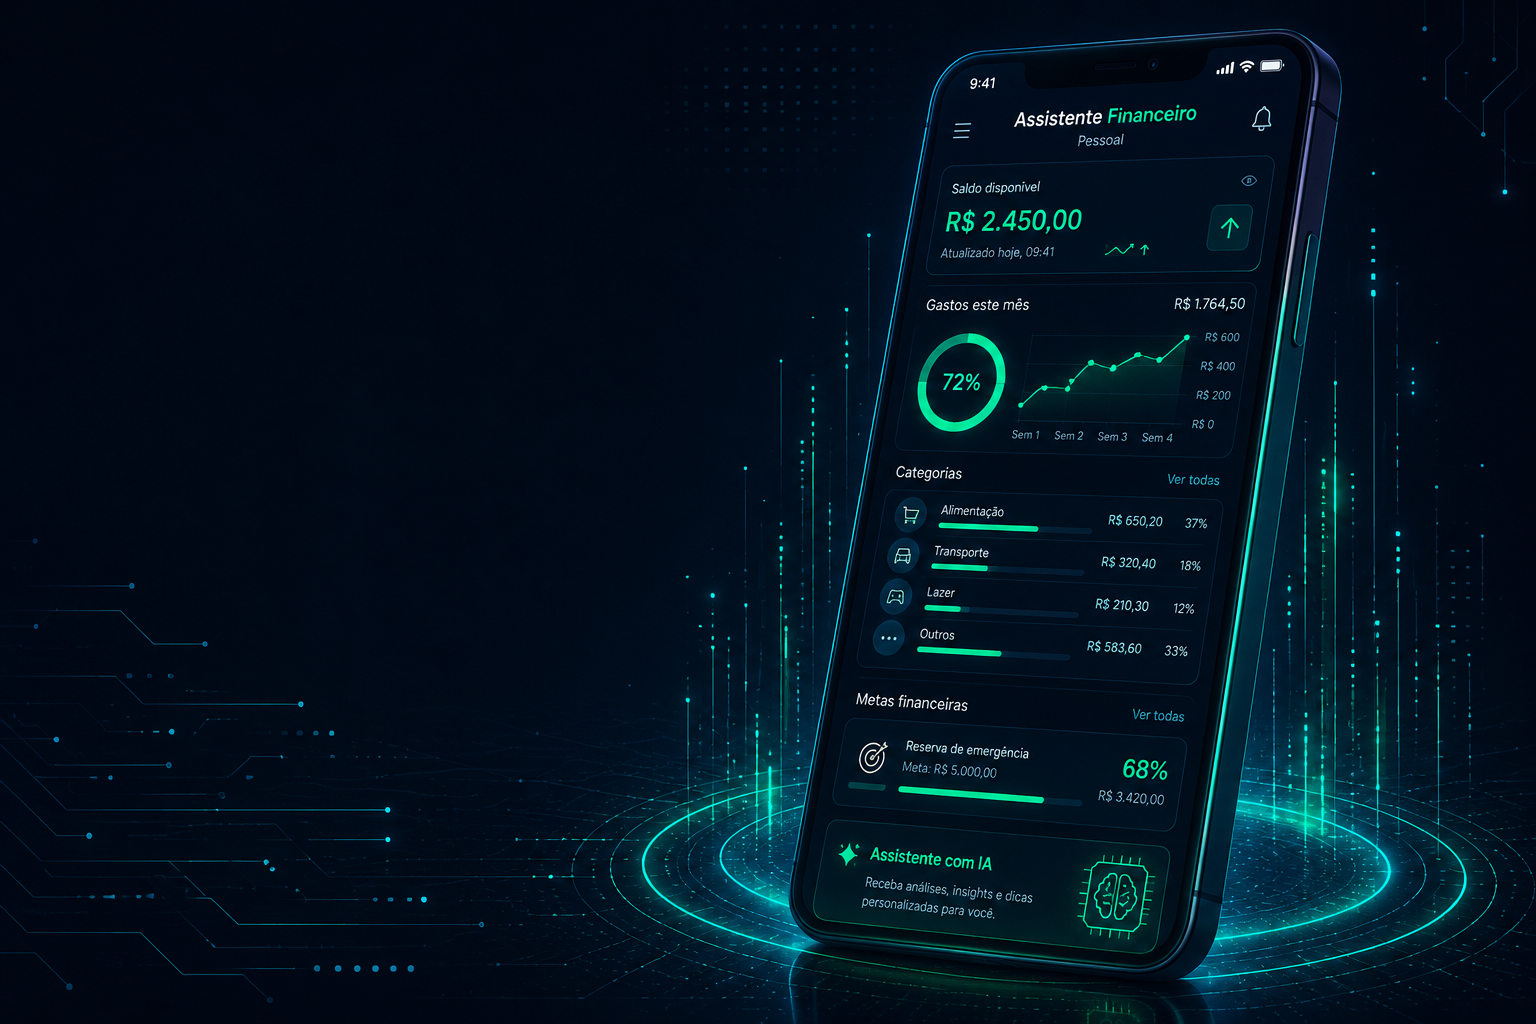 9:41
Assistente Financeiro
Pessoal
Saldo disponível
R$ 2.450,00
Atualizado hoje, 09:41
Gastos este mês
R$ 1.764,50
72%
R$ 600
R$ 400
R$ 200
R$ 0
Sem 1 Sem 2 Sem 3 Sem 4
Categorias
Ver todas
Alimentação R$ 650,20 37%
Transporte R$ 320,40 18%
Lazer R$ 210,30 12%
Outros R$ 583,60 33%
Metas financeiras
Ver todas
Reserva de emergência
Meta: R$ 5.000,00
68%
R$ 3.420,00
Assistente com IA
Receba análises, insights e dicas
personalizadas para você.